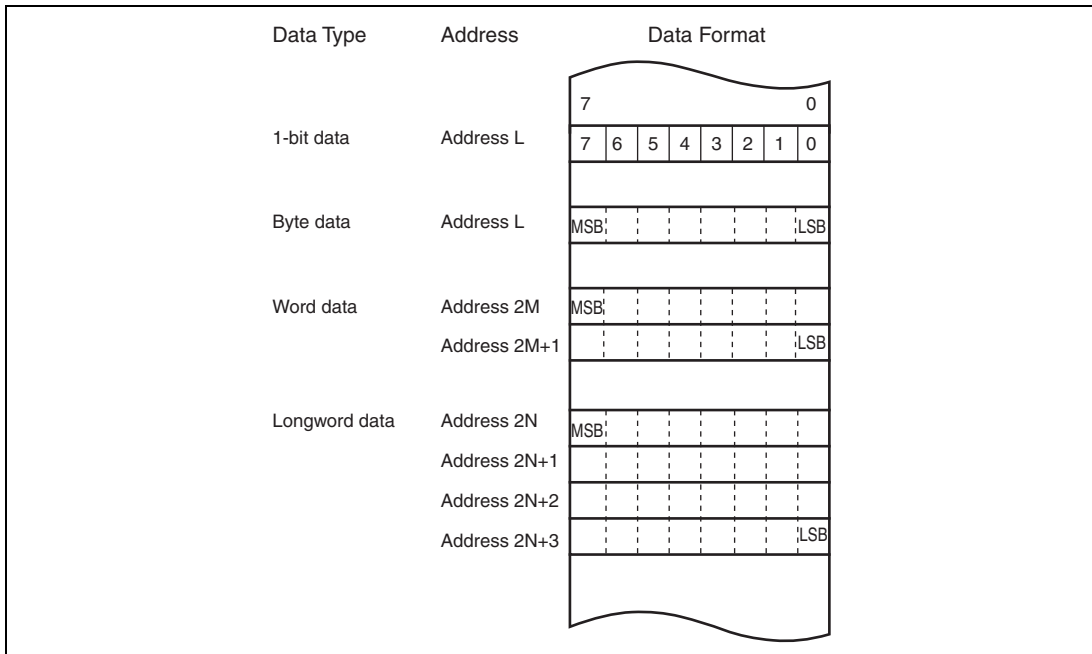 Data Type Address Data Format
7 0
1-bit data Address L 7 6 5 4 3 2 1 0
Byte data Address L MSB LSB
Word data Address 2M MSB
Address 2M+1 LSB
Longword data Address 2N MSB
Address 2N+1
Address 2N+2
Address 2N+3 LSB